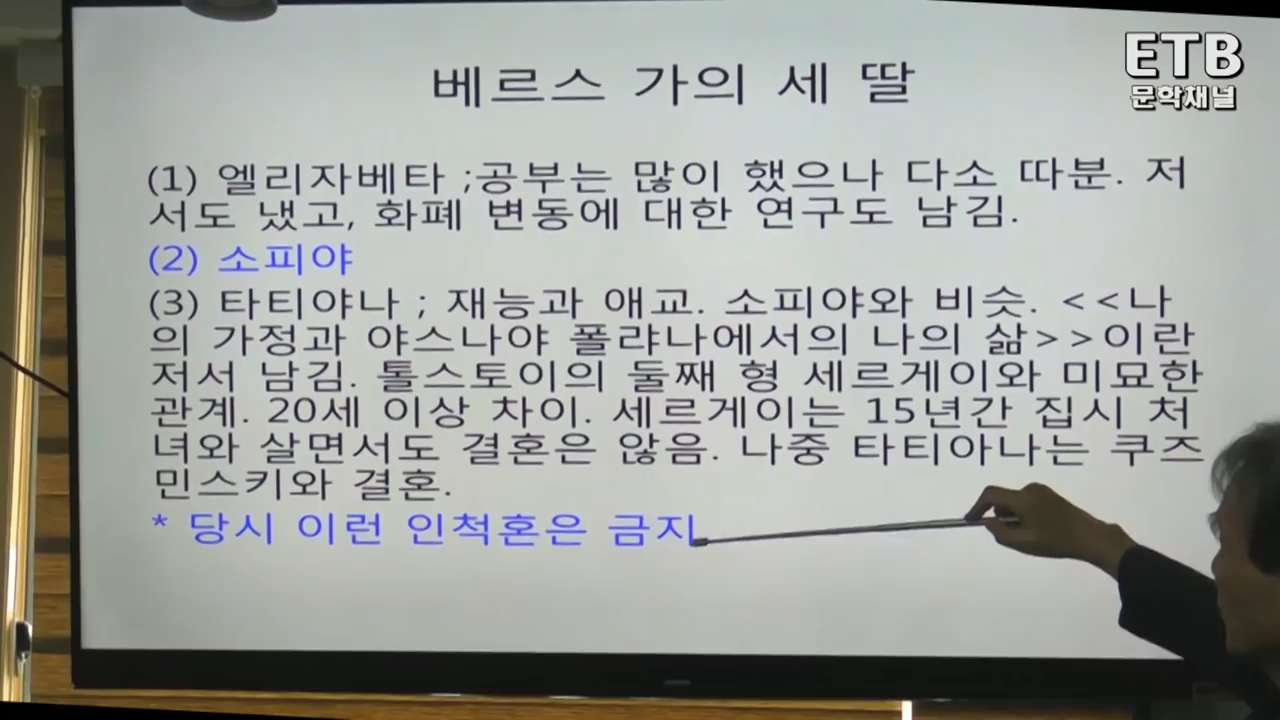 ETB
문학채널
베르스 가의 세 딸
(1) 엘리자베타 ;공부는 많이 했으나 다소 따분. 저
서도 냈고, 화폐 변동에 대한 연구도 남김.
(2) 소피야
(3) 타티야나 ; 재능과 애교. 소피야와 비슷. <<나
의 가정과 야스나야 폴랴나에서의 나의 삶>>이란
저서 남김. 톨스토이의 둘째 형 세르게이와 미묘한
관계. 20세 이상 차이. 세르게이는 15년간 집시 처
녀와 살면서도 결혼은 않음. 나중 타티아나는 쿠즈
민스키와 결혼.
* 당시 이런 인척혼은 금지